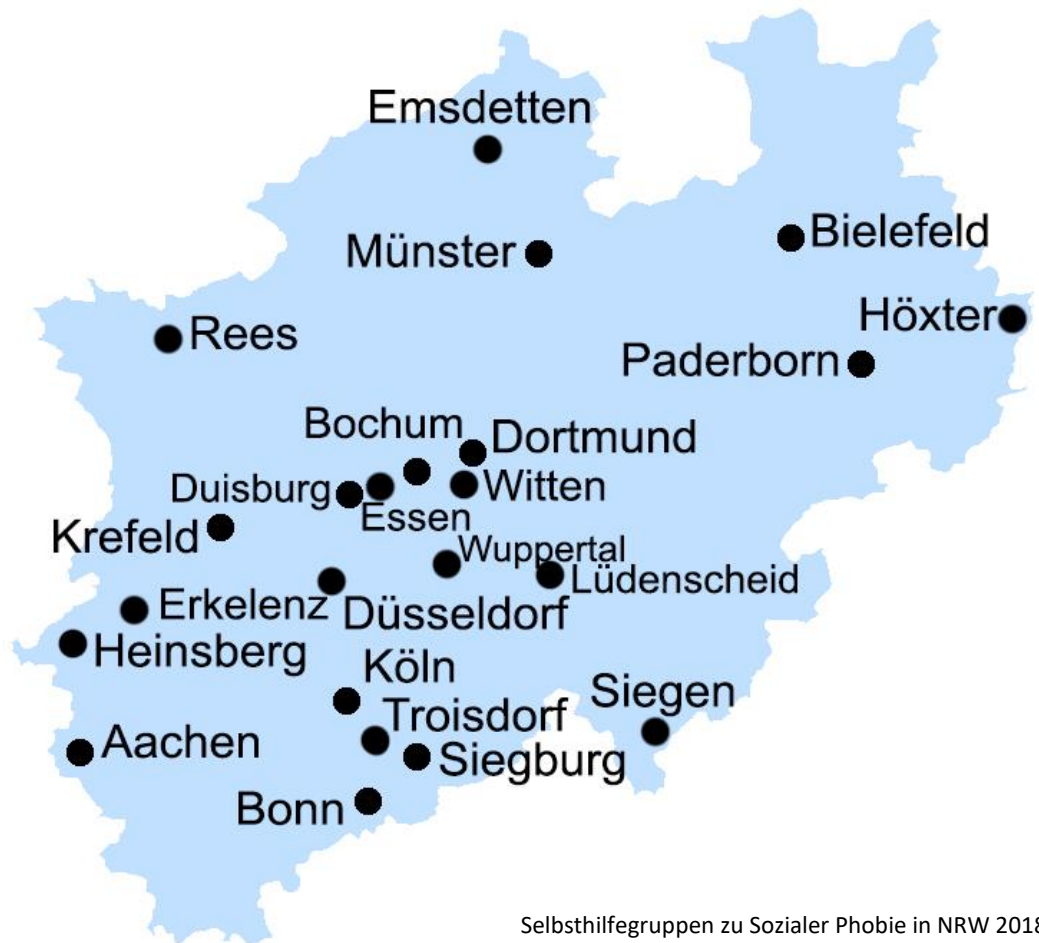 Emsdetten
Münster
Bielefeld
Höxter
Rees
Paderborn
Bochum
Dortmund
Duisburg
Witten
Essen
Krefeld
Wuppertal
Lüdenscheid
Erkelenz
Düsseldorf
Heinsberg
Köln
Siegen
Troisdorf
Aachen
Siegburg
Bonn
Selbsthilfegruppen zu Sozialer Phobie in NRW 2018